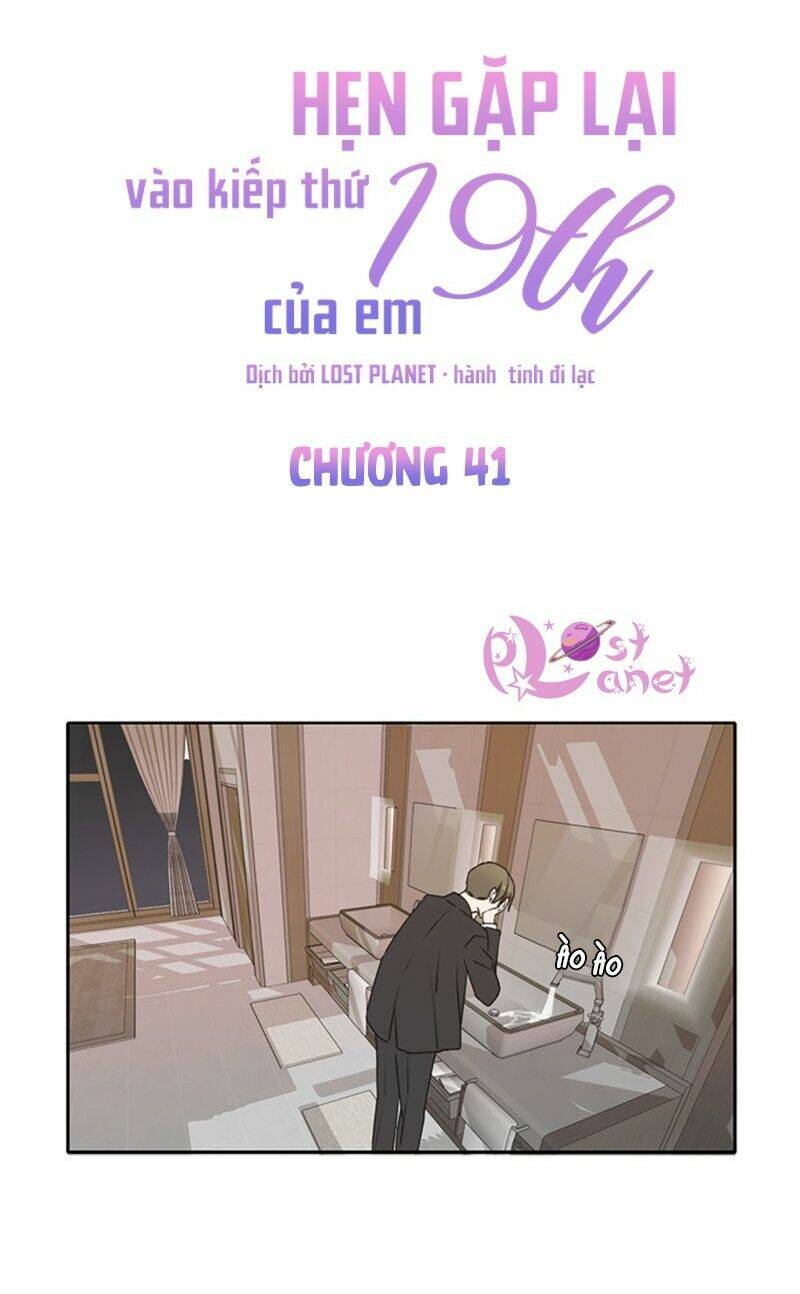 HẸN GẶP LẠI
vào kiếp thứ 19th
của em
Dịch bởi LOST PLANET · hành tinh đi lạc
CHƯƠNG 41
Lost
Planet
ÀO ÀO